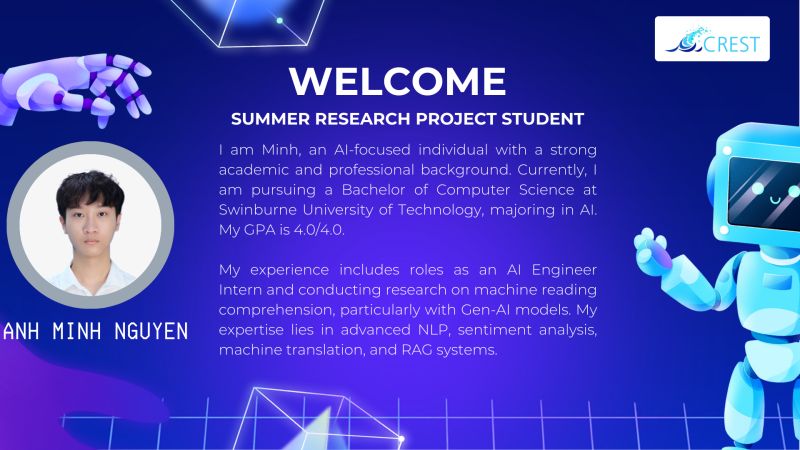 CREST
WELCOME
SUMMER RESEARCH PROJECT STUDENT
I am Minh, an AI-focused individual with a strong
academic and professional background. Currently, I
am pursuing a Bachelor of Computer Science at
Swinburne University of Technology, majoring in AI.
My GPA is 4.0/4.0.
My experience includes roles as an AI Engineer
Intern and conducting research on machine reading
comprehension, particularly with Gen-AI models. My
expertise lies in advanced NLP, sentiment analysis,
machine translation, and RAG systems.
ANH MINH NGUYEN